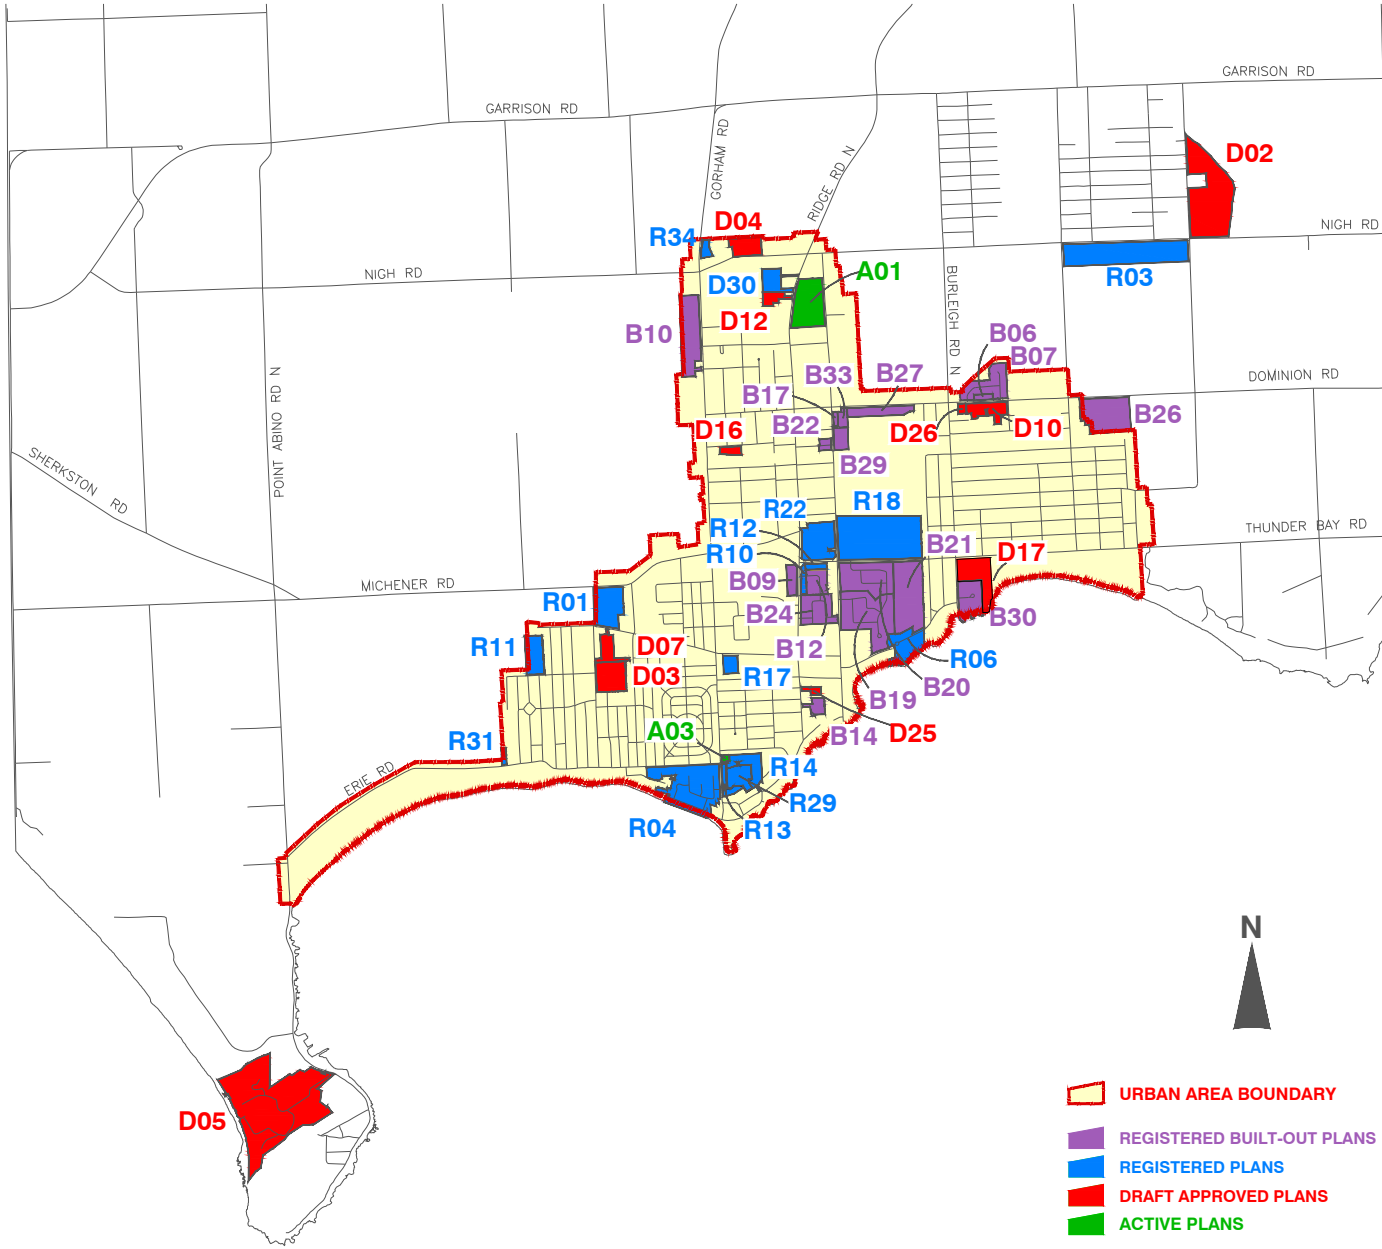 GARRISON RD
GARRISON RD
GORHAM RD
RIDGE RD N
D02
D04
R34
NIGH RD
NIGH RD
D30
A01
R03
D12
BURLEIGH RD N
B10
B06
B07
B33
B27
DOMINION RD
POINT ABINO RD N
B17
B22
D16
D26
D10
B26
B29
SHERKSTON RD
R22
R18
R12
R10
B21
THUNDER BAY RD
D17
MICHENER RD
B09
R01
B24
B30
R11
D07
B12
R06
D03
R17
B20
B19
A03
B14
D25
R31
ERIE RD
R14
R29
R04
R13
N
D05
URBAN AREA BOUNDARY
REGISTERED BUILT-OUT PLANS
REGISTERED PLANS
DRAFT APPROVED PLANS
ACTIVE PLANS